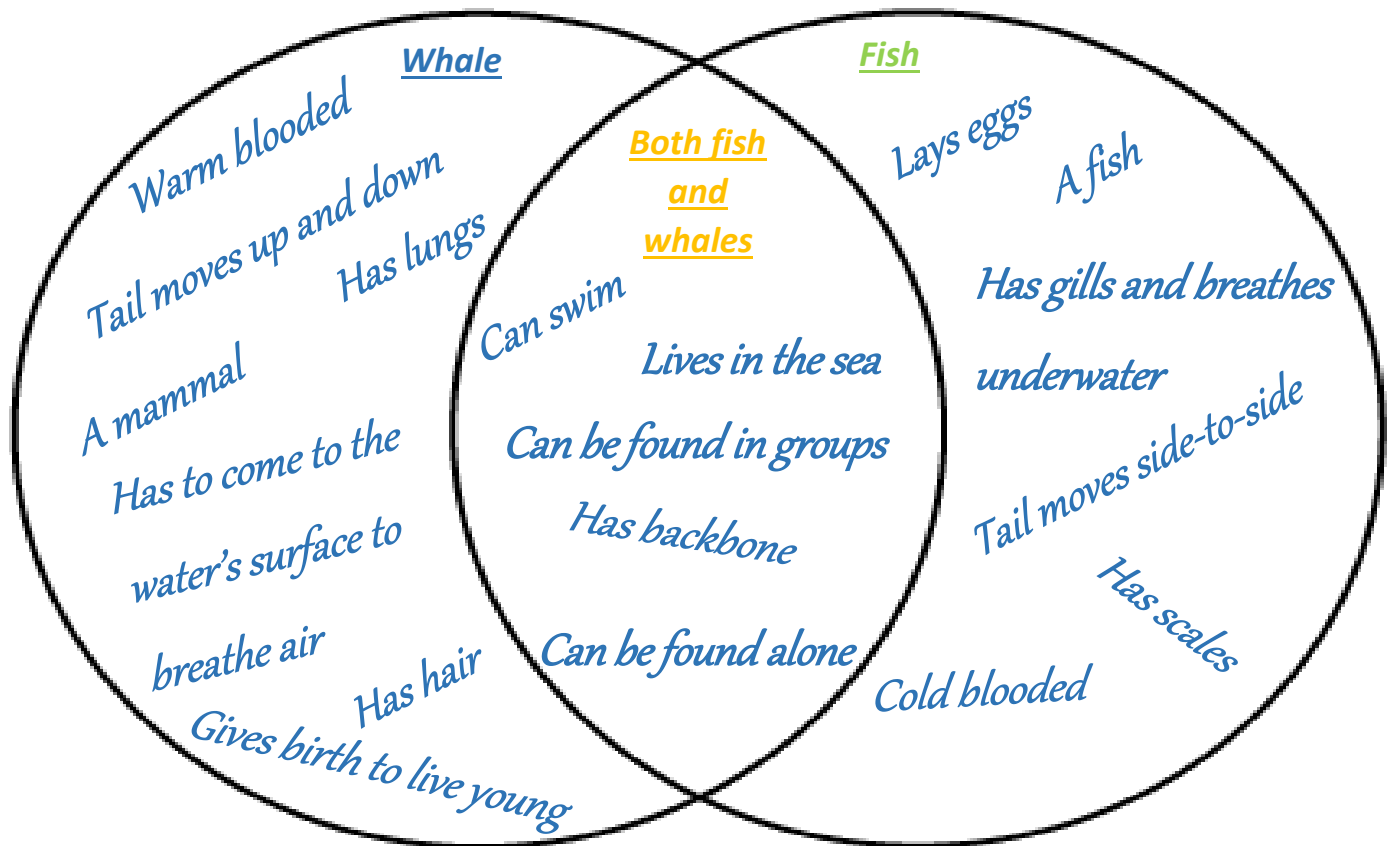 Whale
Warm blooded
Tail moves up and down
Has lungs
A mammal
Has to come to the
water's surface to
breathe air
Has hair
Gives birth to live young
Both fish
and
whales
Can swim
Lives in the sea
Can be found in groups
Has backbone
Can be found alone
Fish
Lays eggs
A fish
Has gills and breathes
underwater
Tail moves side-to-side
Has scales
Cold blooded